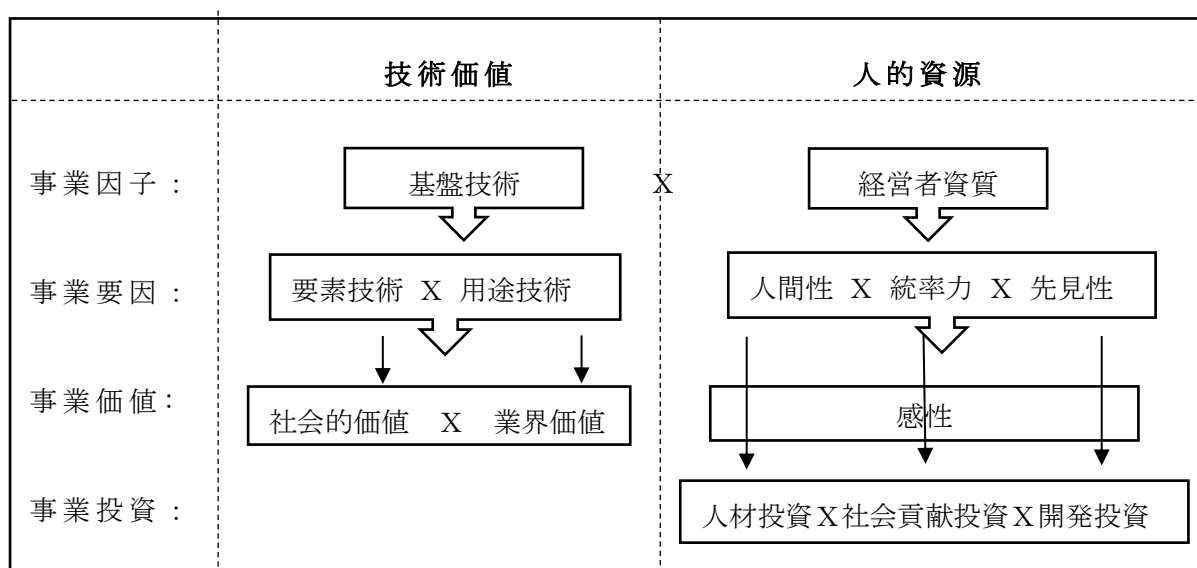 技術価値 人的資源
事業因子： 基盤技術 X 経営者資質
事業要因： 要素技術 X 用途技術 人間性 X 統率力 X 先見性
事業価値： 社会的価値 X 業界価値 感性
事業投資： 人材投資X社会貢献投資X開発投資